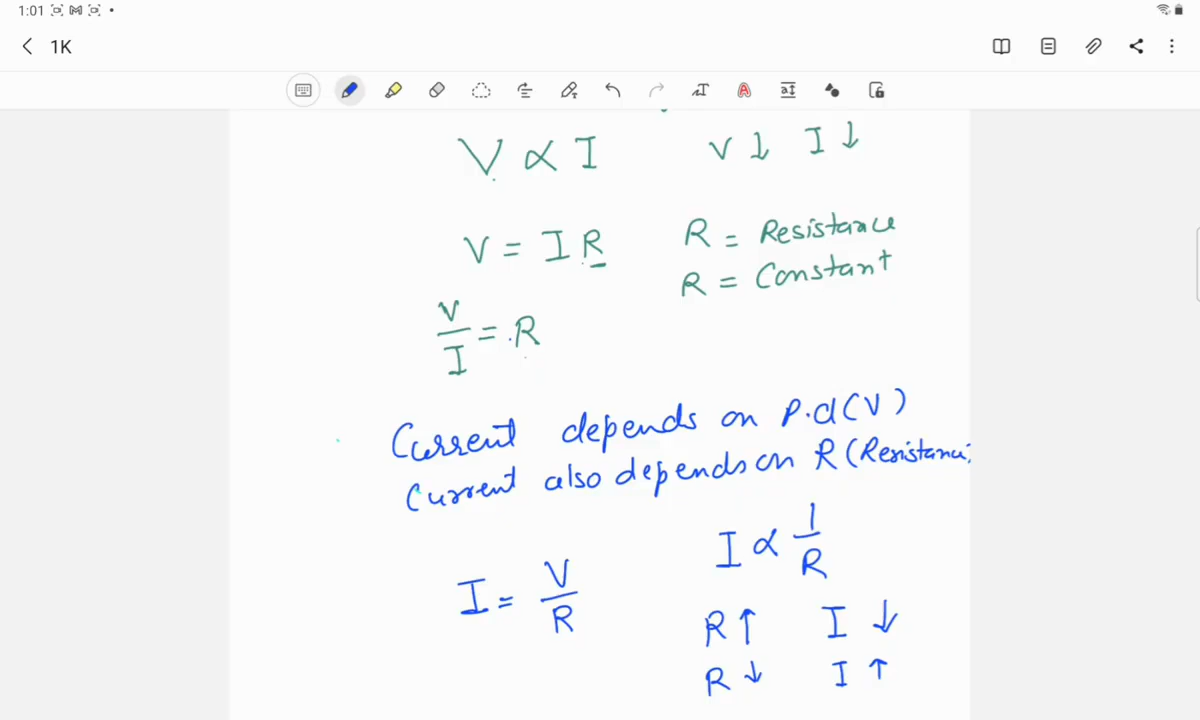 1:01
1K
V ∝ I V ↓ I ↓
V = I R R = Resistance
R = Constant
V/I = R
Current depends on P.d (V)
Current also depends on R (Resistance
I ∝ 1/R
I = V/R
R ↑ I ↓
R ↓ I ↑